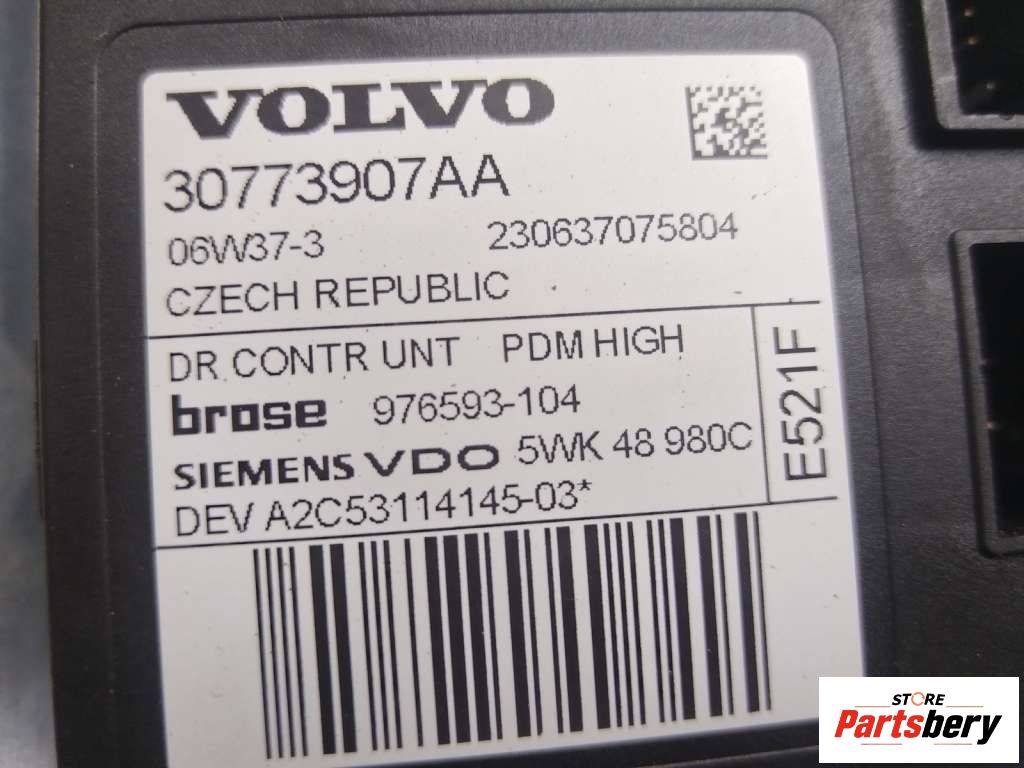 VOLVO
30773907AA
06W37-3 230637075804
CZECH REPUBLIC
DR CONTR UNT PDM HIGH
brose 976593-104
SIEMENS VDO 5WK 48 980C
DEV A2C53114145-03*
E521F
STORE
Partsbery